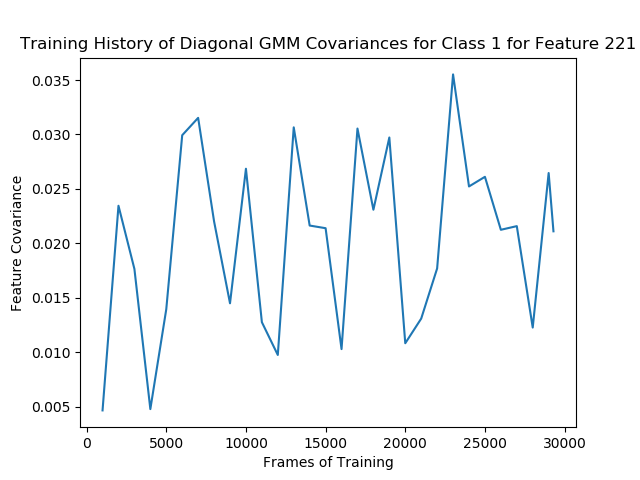 Training History of Diagonal GMM Covariances for Class 1 for Feature 221
0.035
0.030
0.025
0.020
0.015
0.010
0.005
Feature Covariance
0 5000 10000 15000 20000 25000 30000
Frames of Training